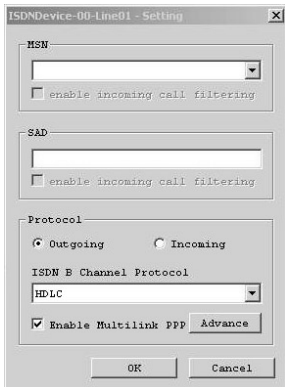 ISDNDevice-00-Line01 - Setting
MSN
enable incoming call filtering
SAD
enable incoming call filtering
Protocol
Outgoing Incoming
ISDN B Channel Protocol
HDLC
Enable Multilink PPP Advance
OK Cancel